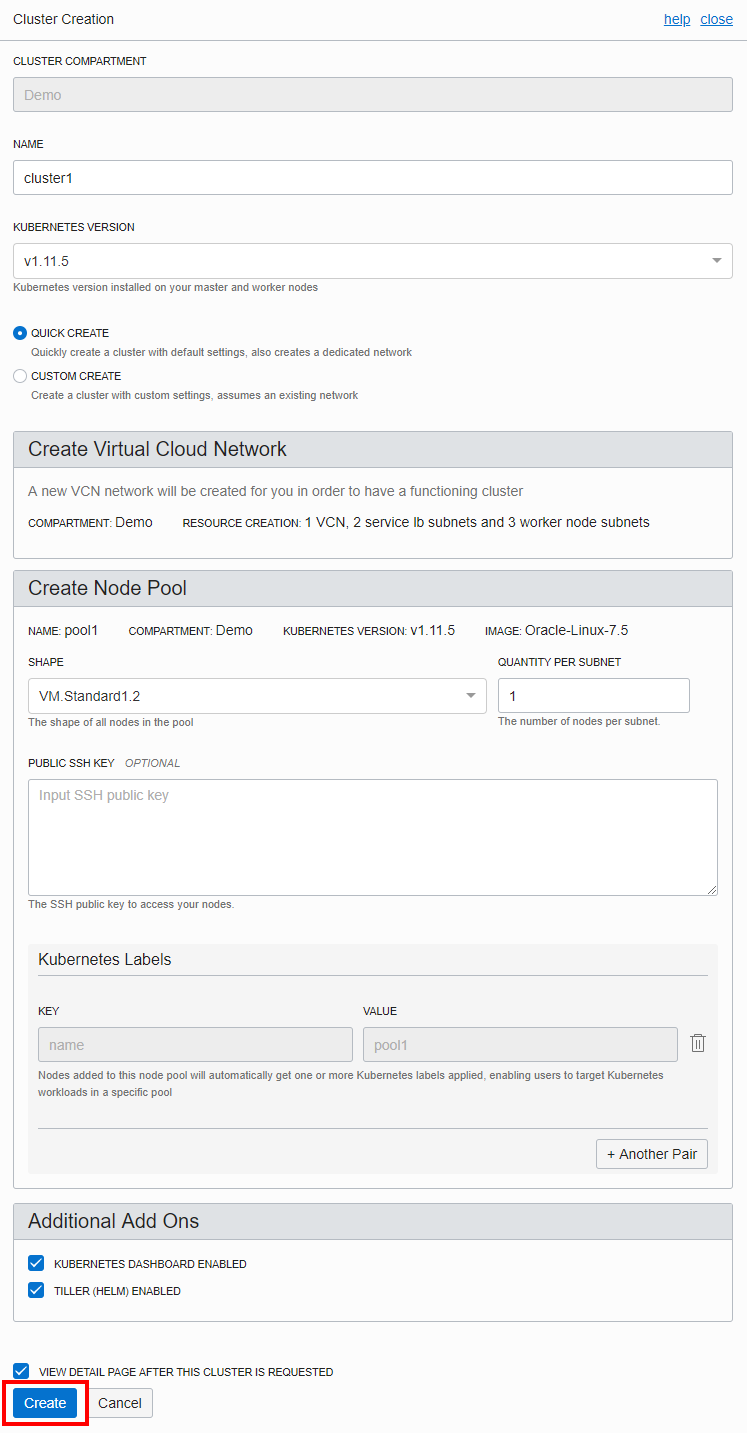 Cluster Creation help close
CLUSTER COMPARTMENT
Demo
NAME
cluster1
KUBERNETES VERSION
v1.11.5
Kubernetes version installed on your master and worker nodes
QUICK CREATE
Quickly create a cluster with default settings, also creates a dedicated network
CUSTOM CREATE
Create a cluster with custom settings, assumes an existing network
Create Virtual Cloud Network
A new VCN network will be created for you in order to have a functioning cluster
COMPARTMENT: Demo RESOURCE CREATION: 1 VCN, 2 service lb subnets and 3 worker node subnets
Create Node Pool
NAME: pool1 COMPARTMENT: Demo KUBERNETES VERSION: v1.11.5 IMAGE: Oracle-Linux-7.5
SHAPE QUANTITY PER SUBNET
VM.Standard1.2 1
The shape of all nodes in the pool The number of nodes per subnet.
PUBLIC SSH KEY OPTIONAL
Input SSH public key
The SSH public key to access your nodes.
Kubernetes Labels
KEY VALUE
name pool1
Nodes added to this node pool will automatically get one or more Kubernetes labels applied, enabling users to target Kubernetes
workloads in a specific pool
+ Another Pair
Additional Add Ons
KUBERNETES DASHBOARD ENABLED
TILLER (HELM) ENABLED
VIEW DETAIL PAGE AFTER THIS CLUSTER IS REQUESTED
Create Cancel